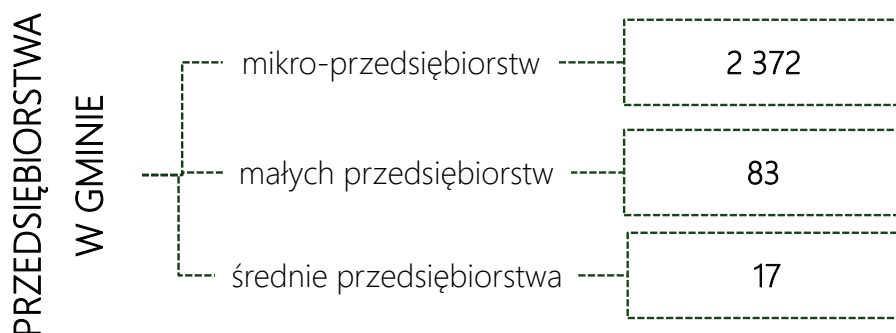 PRZEDSIĘBIORSTWA
W GMINIE
mikro-przedsiębiorstw 2 372
małych przedsiębiorstw 83
średnie przedsiębiorstwa 17